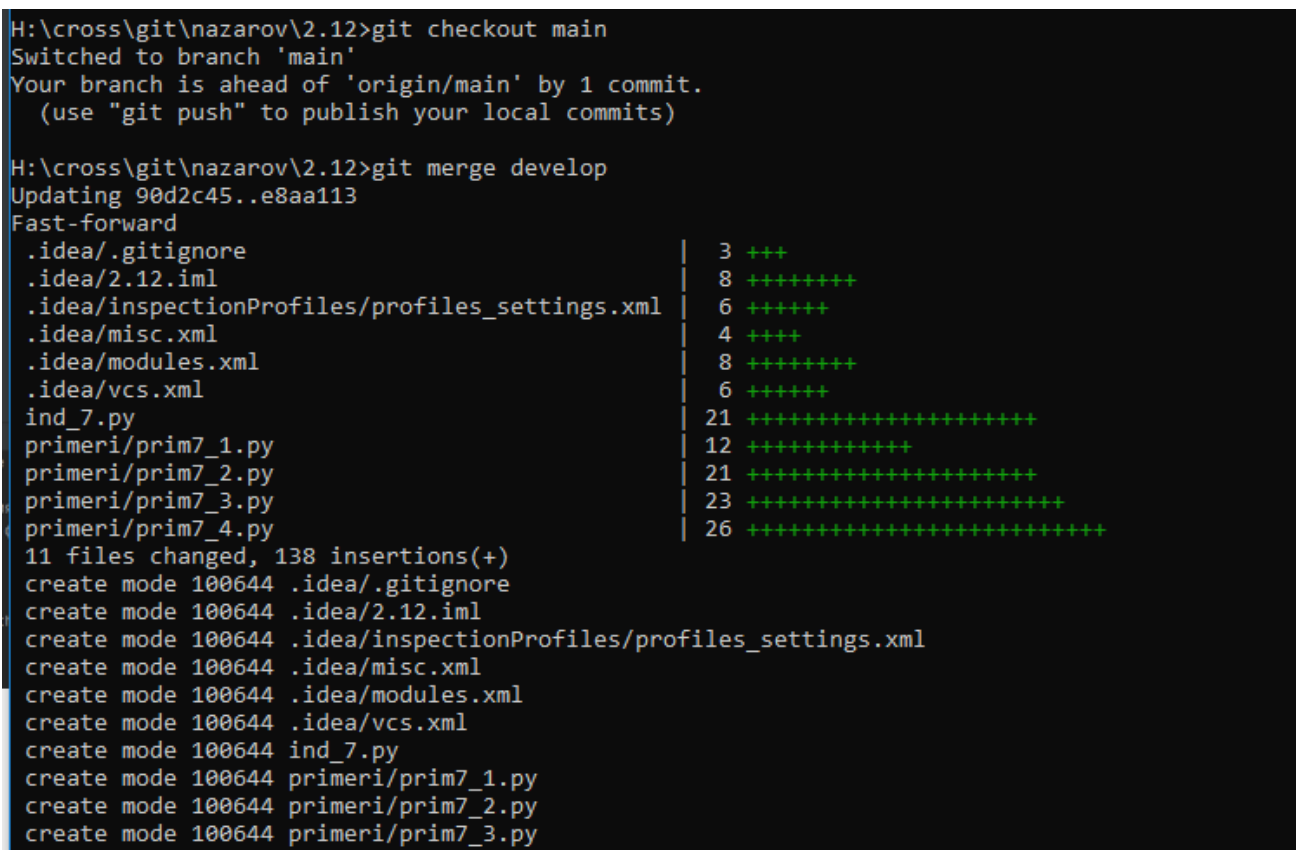 H:\cross\git\nazarov\2.12>git checkout main
Switched to branch 'main'
Your branch is ahead of 'origin/main' by 1 commit.
  (use "git push" to publish your local commits)

H:\cross\git\nazarov\2.12>git merge develop
Updating 90d2c45..e8aa113
Fast-forward
 .idea/.gitignore                               |  3 +++
 .idea/2.12.iml                                 |  8 ++++++++
 .idea/inspectionProfiles/profiles_settings.xml |  6 ++++++
 .idea/misc.xml                                 |  4 ++++
 .idea/modules.xml                              |  8 ++++++++
 .idea/vcs.xml                                  |  6 ++++++
 ind_7.py                                       | 21 +++++++++++++++++++++
 primeri/prim7_1.py                             | 12 ++++++++++++
 primeri/prim7_2.py                             | 21 +++++++++++++++++++++
 primeri/prim7_3.py                             | 23 +++++++++++++++++++++++
 primeri/prim7_4.py                             | 26 ++++++++++++++++++++++++++
 11 files changed, 138 insertions(+)
 create mode 100644 .idea/.gitignore
 create mode 100644 .idea/2.12.iml
 create mode 100644 .idea/inspectionProfiles/profiles_settings.xml
 create mode 100644 .idea/misc.xml
 create mode 100644 .idea/modules.xml
 create mode 100644 .idea/vcs.xml
 create mode 100644 ind_7.py
 create mode 100644 primeri/prim7_1.py
 create mode 100644 primeri/prim7_2.py
 create mode 100644 primeri/prim7_3.py